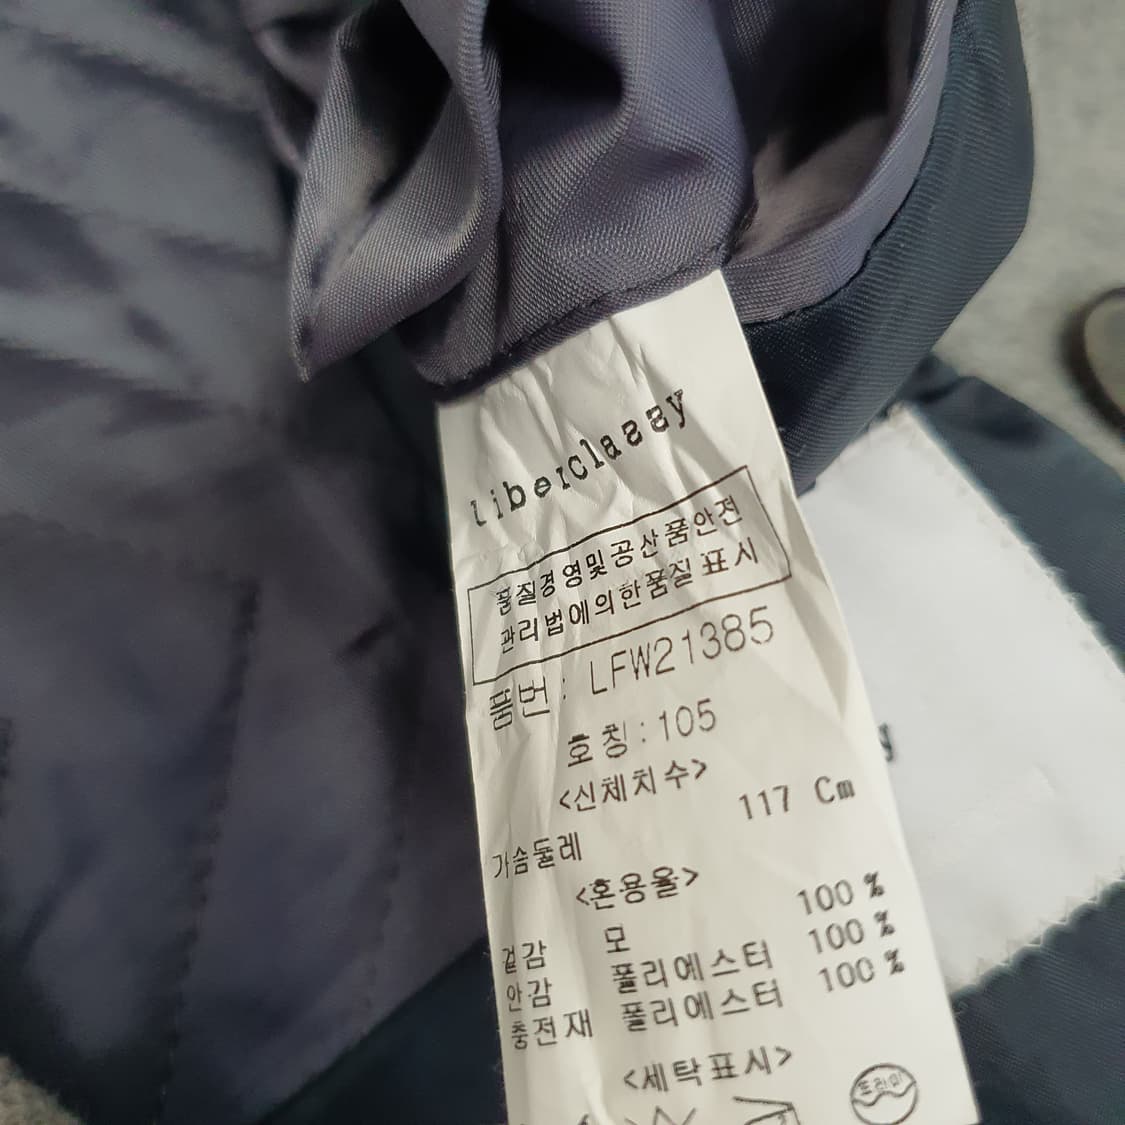 liberclassy
품질경영및공산품안전
관리법에의한품질표시
품번: LFW21385
호칭:105
<신체치수>
가슴둘레 117 Cm
<혼용율>
겉감 모 100 %
안감 폴리에스터 100 %
충전재 폴리에스터 100 %
<세탁표시>
드라이
y